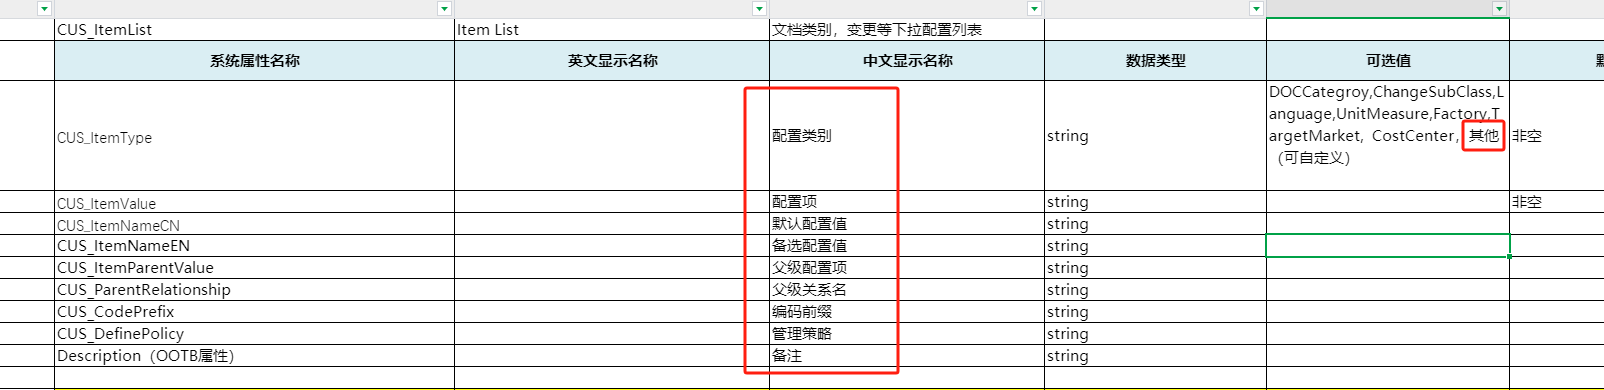 CUS_ItemList Item List 文档类别，变更等下拉配置列表
系统属性名称 英文显示名称 中文显示名称 数据类型 可选值
CUS_ItemType 配置类别 string DOCCategroy,ChangeSubClass,L
anguage,UnitMeasure,Factory,T
argetMarket, CostCenter，其他 非空
（可自定义）
CUS_ItemValue 配置项 string 非空
CUS_ItemNameCN 默认配置值 string
CUS_ItemNameEN 备选配置值 string
CUS_ItemParentValue 父级配置项 string
CUS_ParentRelationship 父级关系名 string
CUS_CodePrefix 编码前缀 string
CUS_DefinePolicy 管理策略 string
Description（OOTB属性） 备注 string